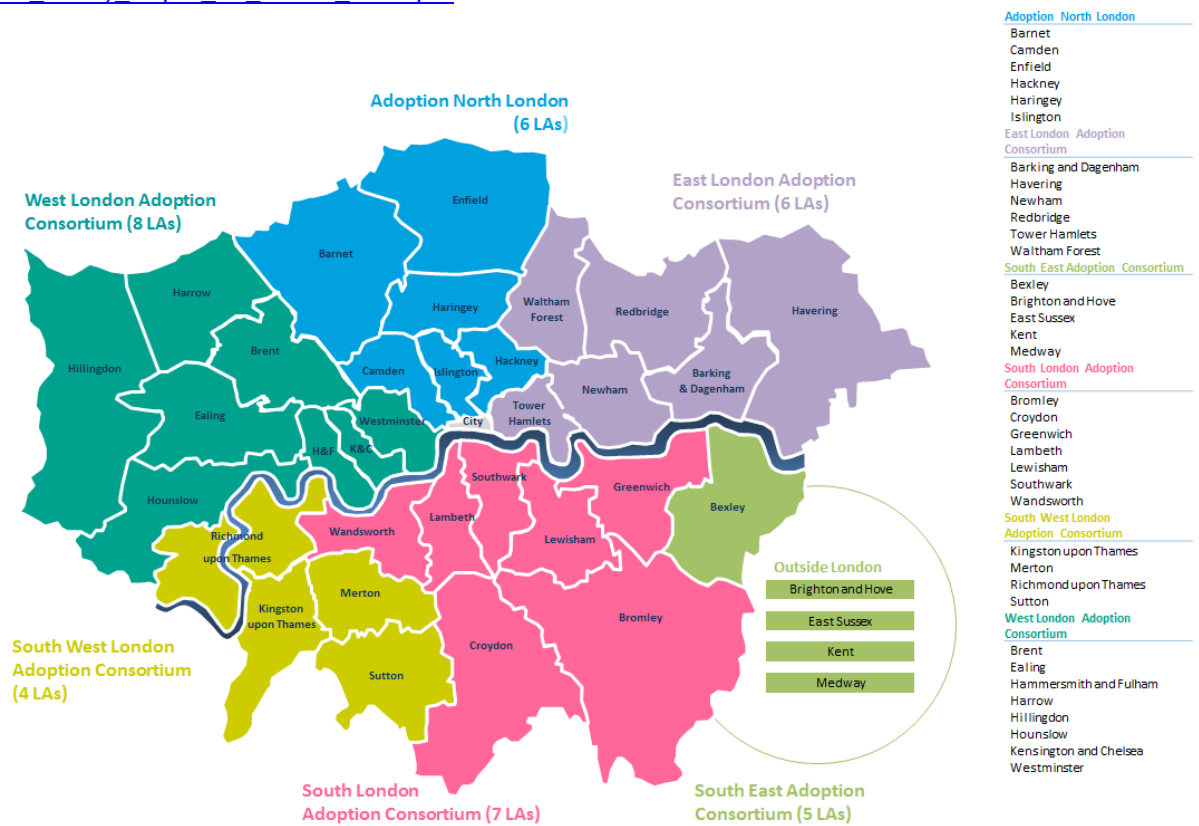 Adoption North London
(6 LAs)
West London Adoption
Consortium (8 LAs)
East London Adoption
Consortium (6 LAs)
Enfield
Barnet
Harrow
Haringey
Waltham
Forest
Redbridge
Havering
Brent
Hillingdon
Camden
Islington
Hackney
Newham
Barking
& Dagenham
Ealing
Westminster
City
Tower
Hamlets
H&F
K&C
Hounslow
Southwark
Greenwich
Bexley
Richmond
upon Thames
Wandsworth
Lambeth
Lewisham
Merton
Kingston
upon Thames
Bromley
Croydon
Sutton
South West London
Adoption Consortium
(4 LAs)
Outside London
Brighton and Hove
East Sussex
Kent
Medway
South London
Adoption Consortium (7 LAs)
South East Adoption
Consortium (5 LAs)
Adoption North London
Barnet
Camden
Enfield
Hackney
Haringey
Islington
East London Adoption
Consortium
Barking and Dagenham
Havering
Newham
Redbridge
Tower Hamlets
Waltham Forest
South East Adoption Consortium
Bexley
Brighton and Hove
East Sussex
Kent
Medway
South London Adoption
Consortium
Bromley
Croydon
Greenwich
Lambeth
Lewisham
Southwark
Wandsworth
South West London
Adoption Consortium
Kingston upon Thames
Merton
Richmond upon Thames
Sutton
West London Adoption
Consortium
Brent
Ealing
Hammersmith and Fulham
Harrow
Hillingdon
Hounslow
Kensington and Chelsea
Westminster